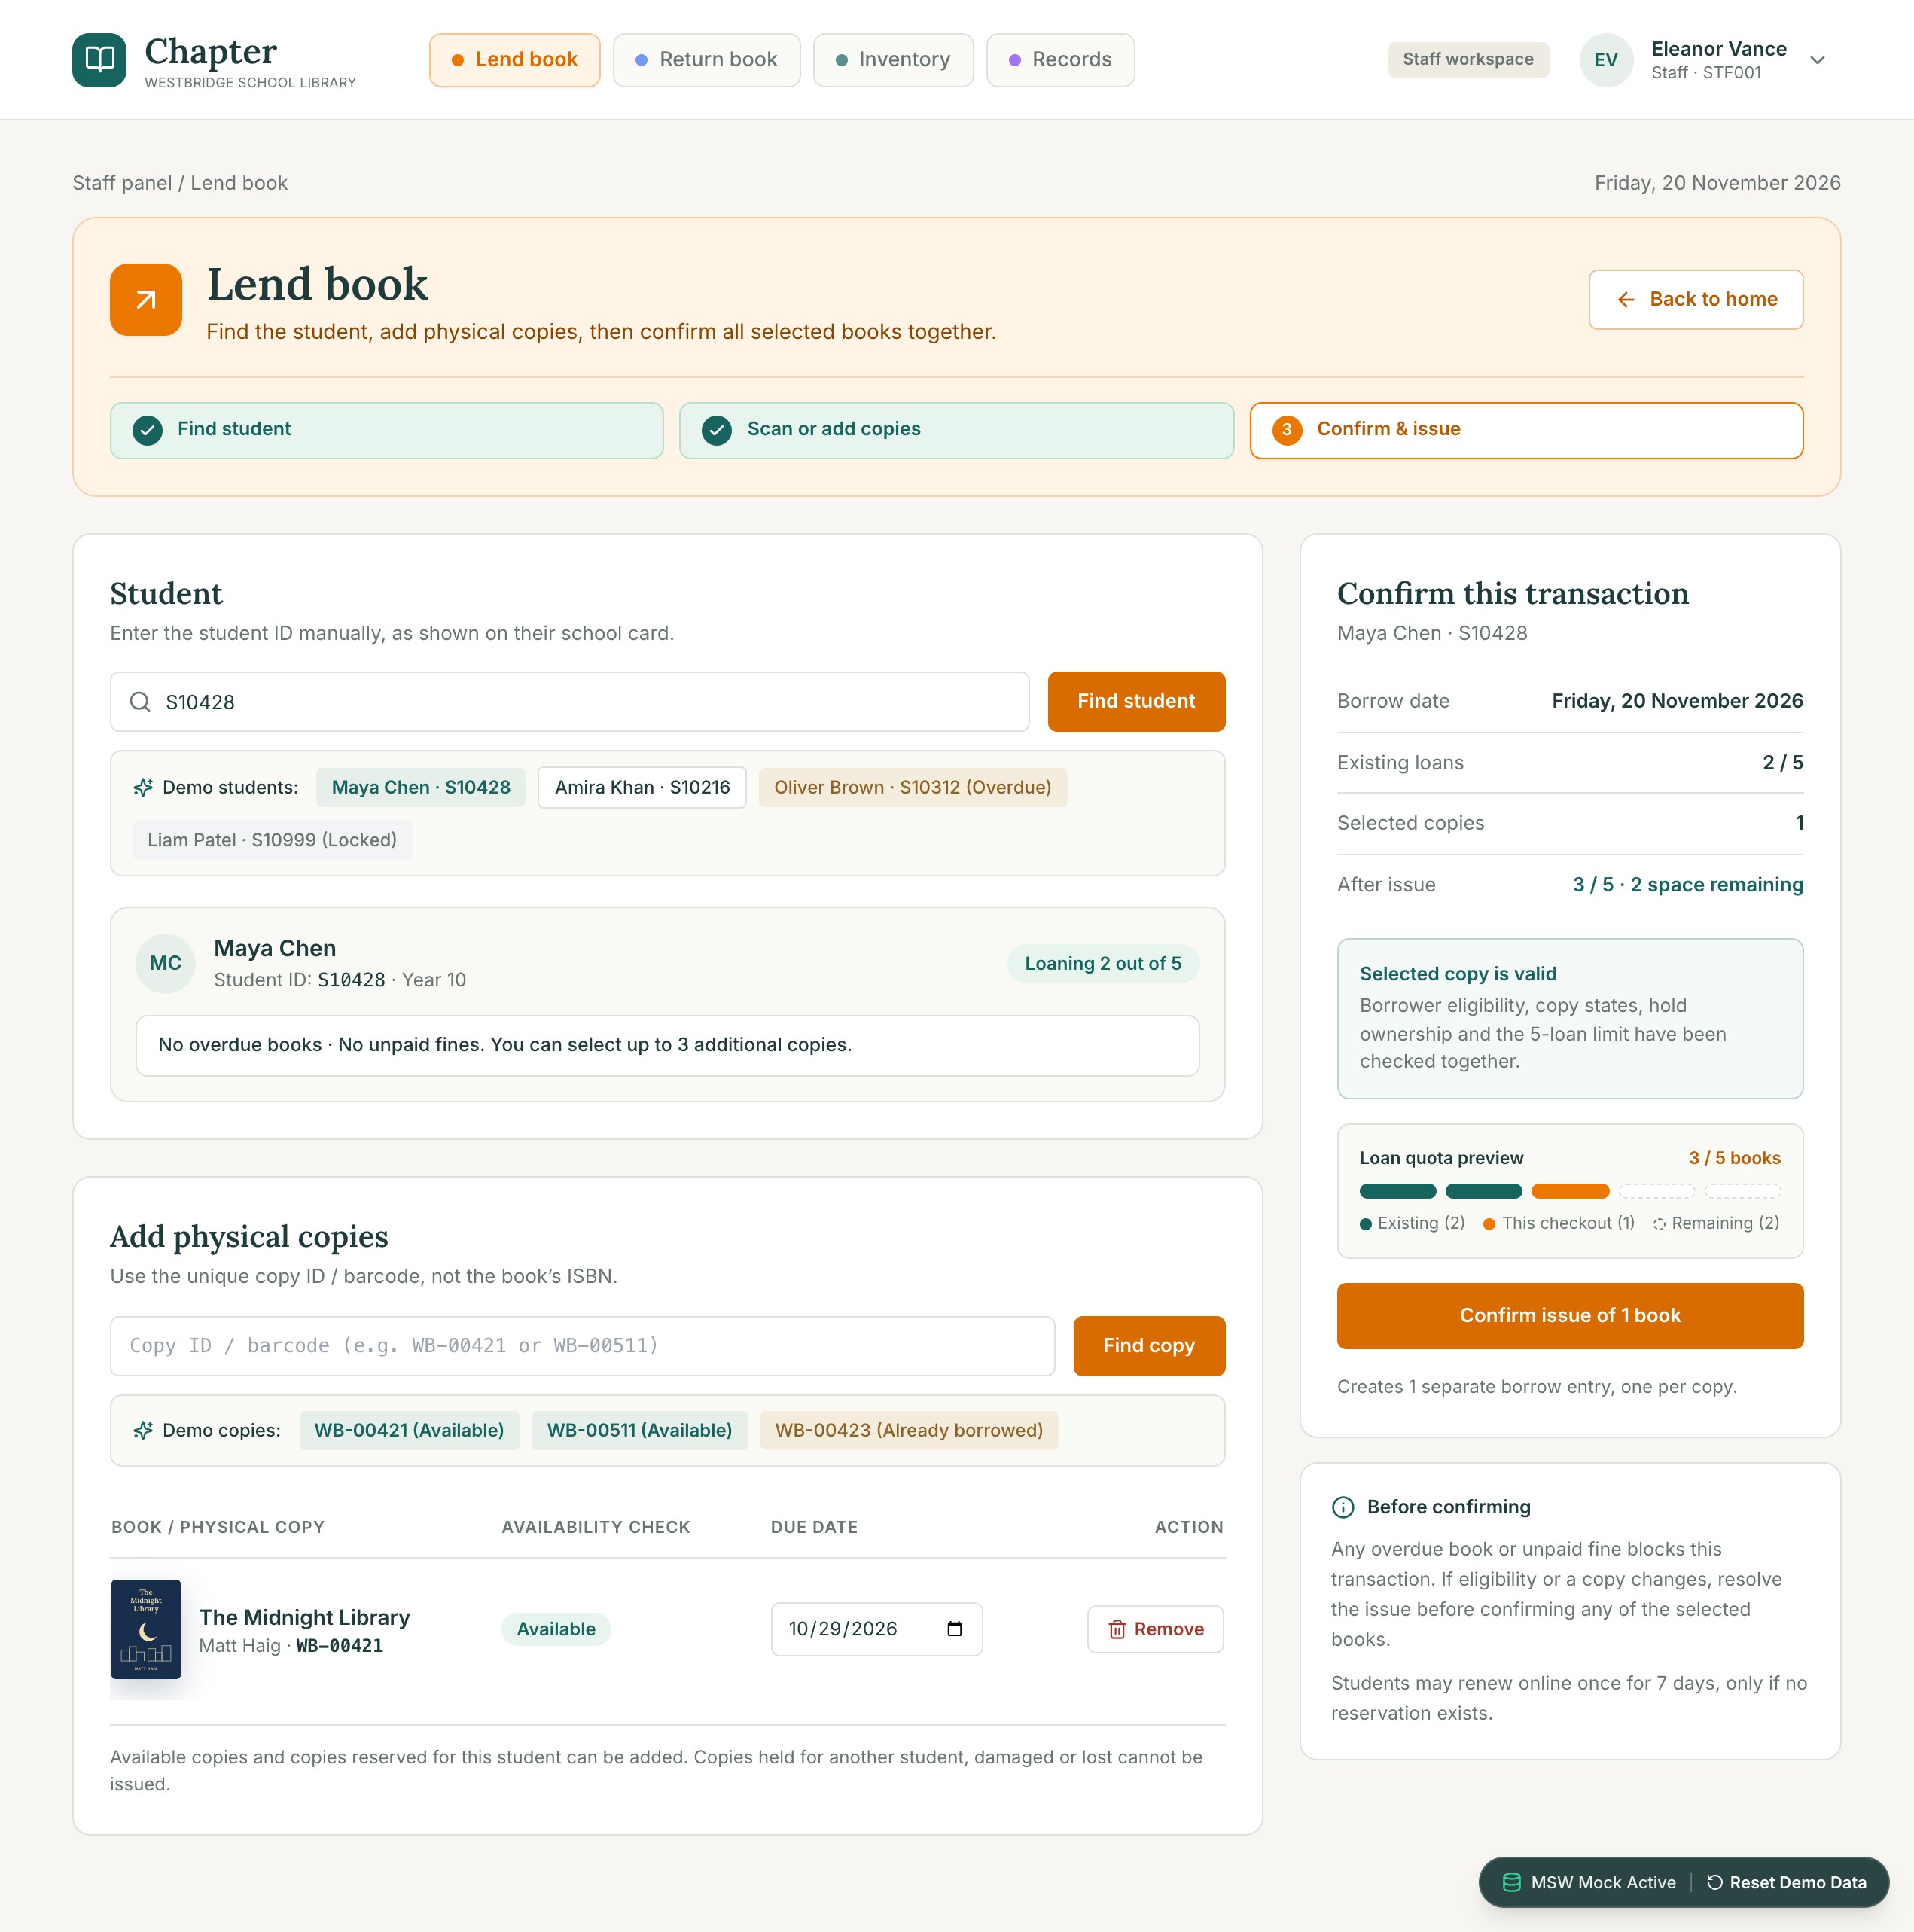 Chapter
WESTBRIDGE SCHOOL LIBRARY
Lend book
Return book
Inventory
Records
Staff workspace
EV
Eleanor Vance
Staff · STF001
Staff panel / Lend book
Friday, 20 November 2026
Lend book
Find the student, add physical copies, then confirm all selected books together.
Back to home
Find student
Scan or add copies
3
Confirm & issue
Student
Enter the student ID manually, as shown on their school card.
S10428
Find student
Demo students:
Maya Chen · S10428
Amira Khan · S10216
Oliver Brown · S10312 (Overdue)
Liam Patel · S10999 (Locked)
MC
Maya Chen
Student ID: S10428 · Year 10
Loaning 2 out of 5
No overdue books · No unpaid fines. You can select up to 3 additional copies.
Add physical copies
Use the unique copy ID / barcode, not the book’s ISBN.
Copy ID / barcode (e.g. WB-00421 or WB-00511)
Find copy
Demo copies:
WB-00421 (Available)
WB-00511 (Available)
WB-00423 (Already borrowed)
BOOK / PHYSICAL COPY
AVAILABILITY CHECK
DUE DATE
ACTION
The
Midnight
Library
MATT HAIG
The Midnight Library
Matt Haig · WB-00421
Available
10/29/2026
Remove
Available copies and copies reserved for this student can be added. Copies held for another student, damaged or lost cannot be
issued.
Confirm this transaction
Maya Chen · S10428
Borrow date
Friday, 20 November 2026
Existing loans
2 / 5
Selected copies
1
After issue
3 / 5 · 2 space remaining
Selected copy is valid
Borrower eligibility, copy states, hold
ownership and the 5-loan limit have been
checked together.
Loan quota preview
3 / 5 books
Existing (2)
This checkout (1)
Remaining (2)
Confirm issue of 1 book
Creates 1 separate borrow entry, one per copy.
Before confirming
Any overdue book or unpaid fine blocks this
transaction. If eligibility or a copy changes, resolve
the issue before confirming any of the selected
books.
Students may renew online once for 7 days, only if no
reservation exists.
MSW Mock Active
Reset Demo Data